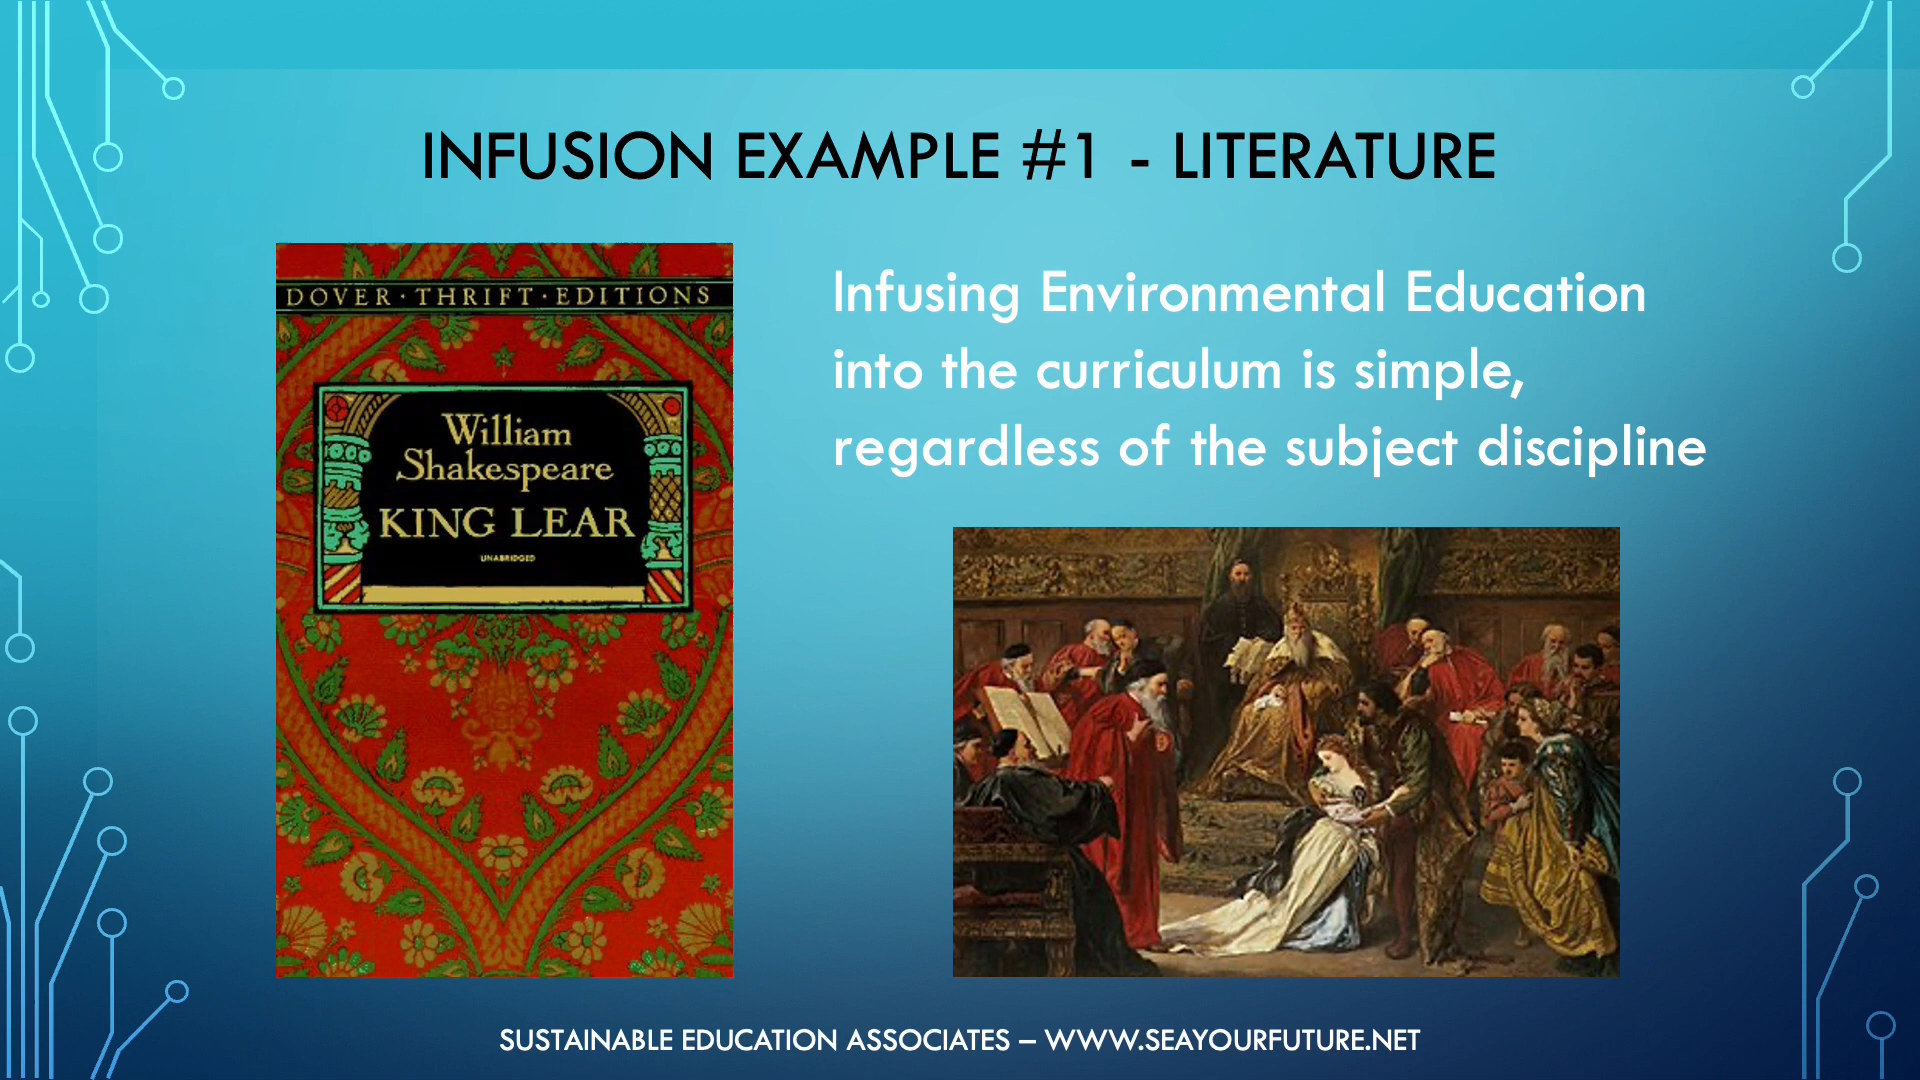 INFUSION EXAMPLE #1 - LITERATURE
DOVER·THRIFT·EDITIONS
William
Shakespeare
KING LEAR
UNABRIDGED
Infusing Environmental Education
into the curriculum is simple,
regardless of the subject discipline
SUSTAINABLE EDUCATION ASSOCIATES – WWW.SEAYOURFUTURE.NET